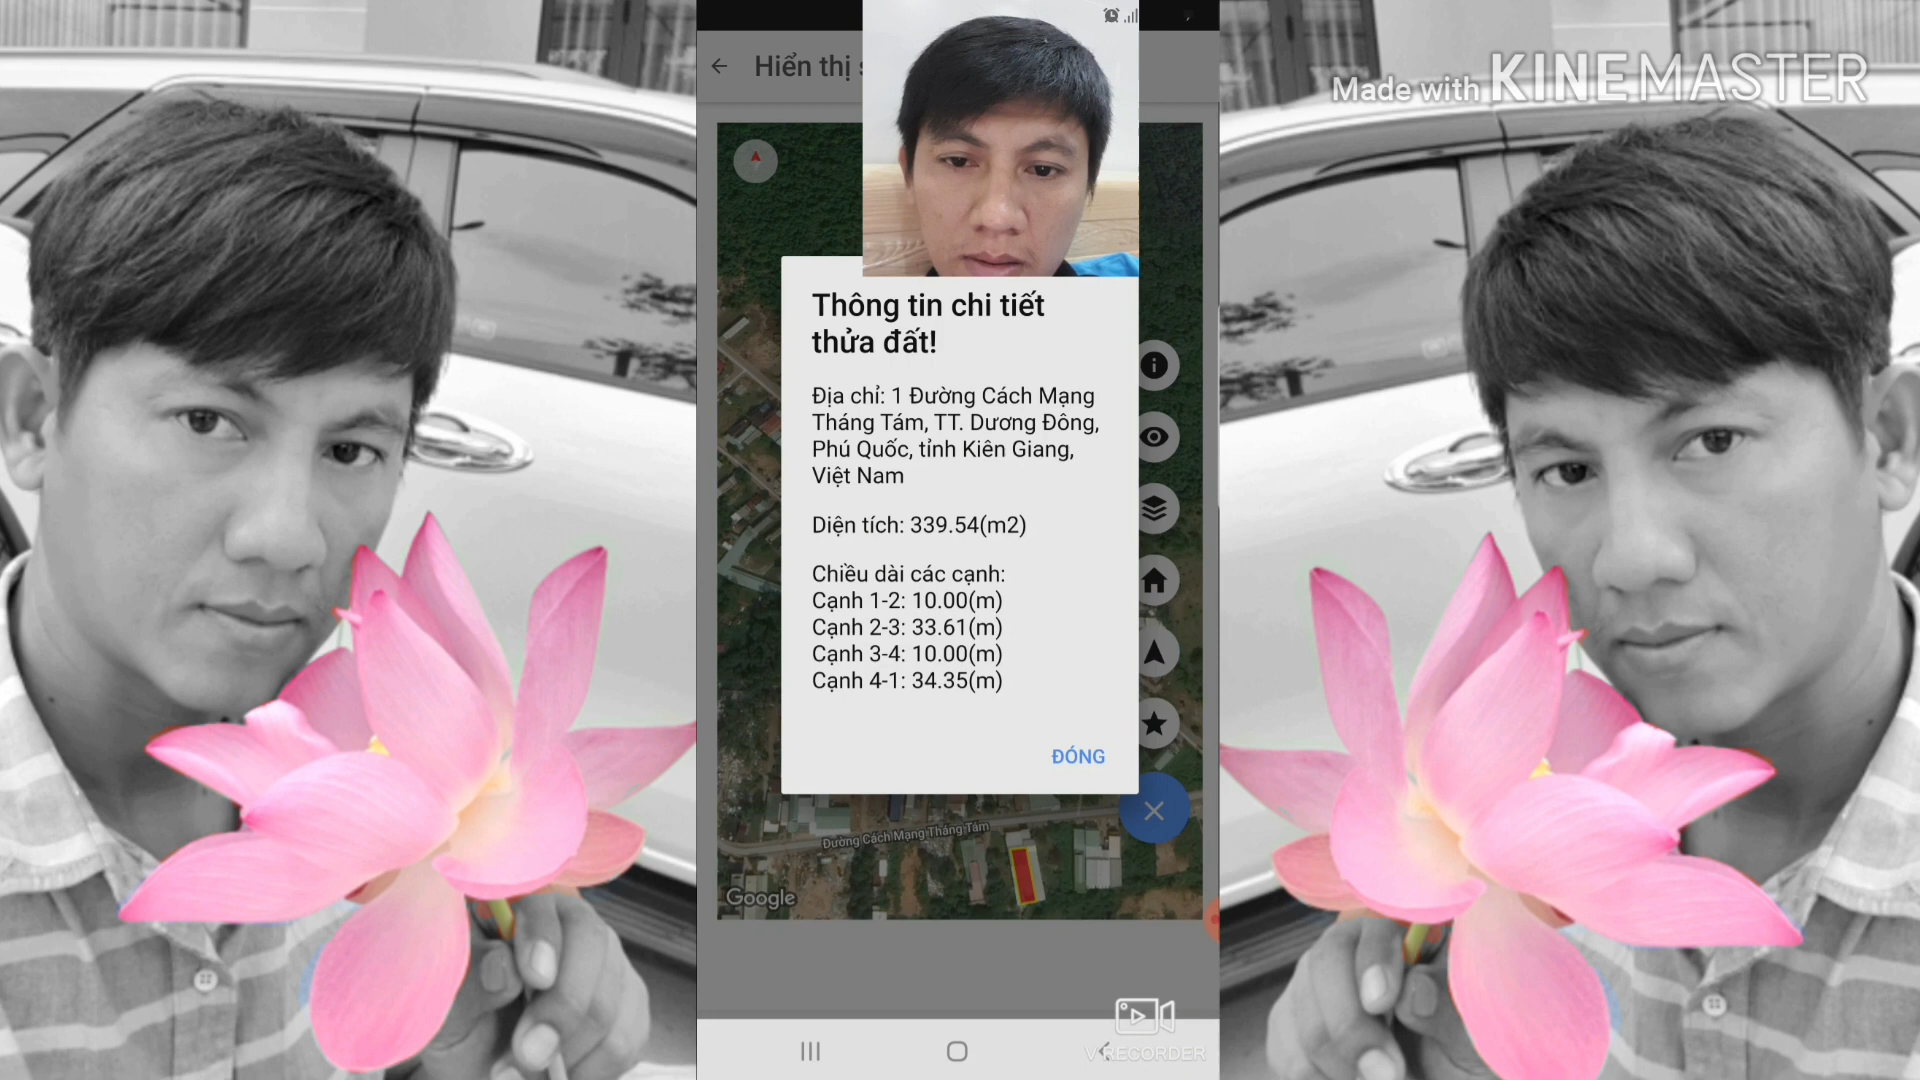 Made with KINEMASTER
Hiển thị
Thông tin chi tiết
thửa đất!
Địa chỉ: 1 Đường Cách Mạng
Tháng Tám, TT. Dương Đông,
Phú Quốc, tỉnh Kiên Giang,
Việt Nam
Diện tích: 339.54(m2)
Chiều dài các cạnh:
Cạnh 1-2: 10.00(m)
Cạnh 2-3: 33.61(m)
Cạnh 3-4: 10.00(m)
Cạnh 4-1: 34.35(m)
ĐÓNG
Đường Cách Mạng Tháng Tám
Google
V RECORDER